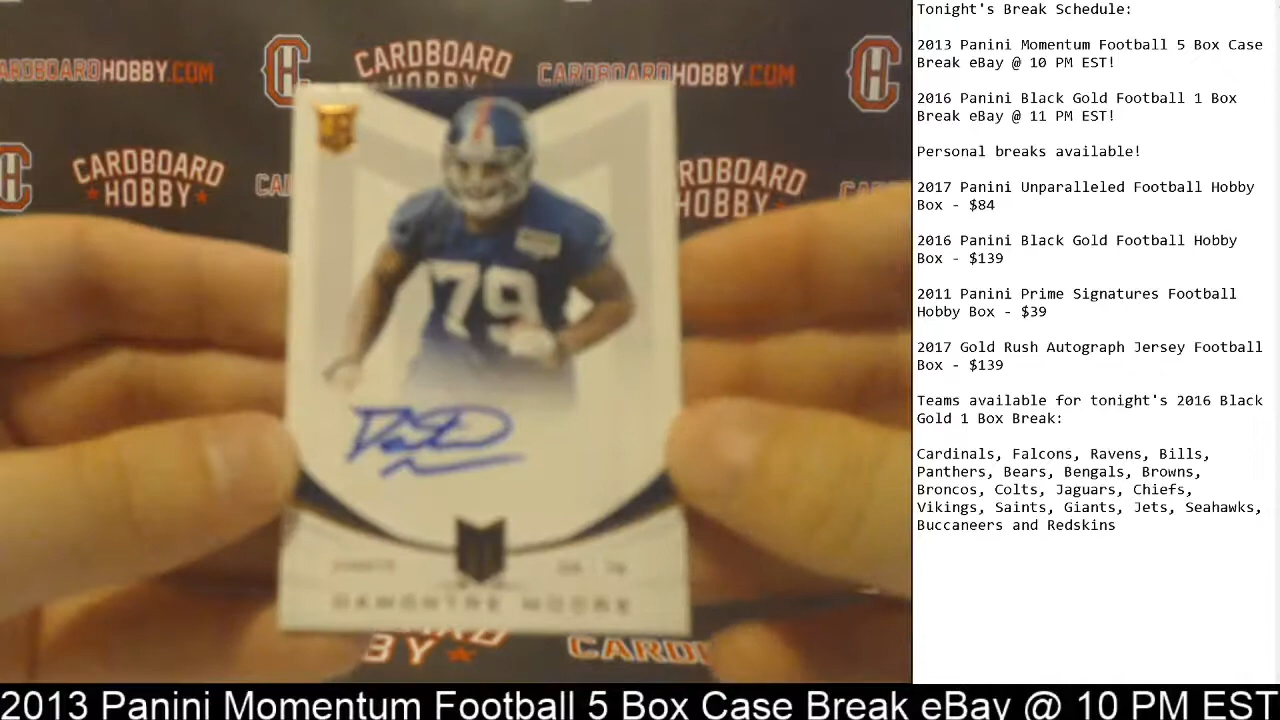 CARDBOARDHOBBY.COM
CARDBOARD
HOBBY
CARDBOARDHOBBY.COM
CARDBOARD
HOBBY
CARDBOARD
HOBBY
79
DAMONTRE MOORE
Tonight's Break Schedule:
2013 Panini Momentum Football 5 Box Case
Break eBay @ 10 PM EST!
2016 Panini Black Gold Football 1 Box
Break eBay @ 11 PM EST!
Personal breaks available!
2017 Panini Unparalleled Football Hobby
Box - $84
2016 Panini Black Gold Football Hobby
Box - $139
2011 Panini Prime Signatures Football
Hobby Box - $39
2017 Gold Rush Autograph Jersey Football
Box - $139
Teams available for tonight's 2016 Black
Gold 1 Box Break:
Cardinals, Falcons, Ravens, Bills,
Panthers, Bears, Bengals, Browns,
Broncos, Colts, Jaguars, Chiefs,
Vikings, Saints, Giants, Jets, Seahawks,
Buccaneers and Redskins
2013 Panini Momentum Football 5 Box Case Break eBay @ 10 PM EST